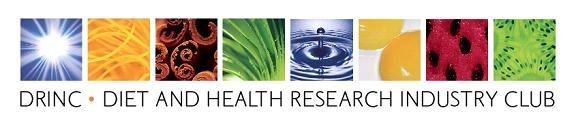 DRINC • DIET AND HEALTH RESEARCH INDUSTRY CLUB